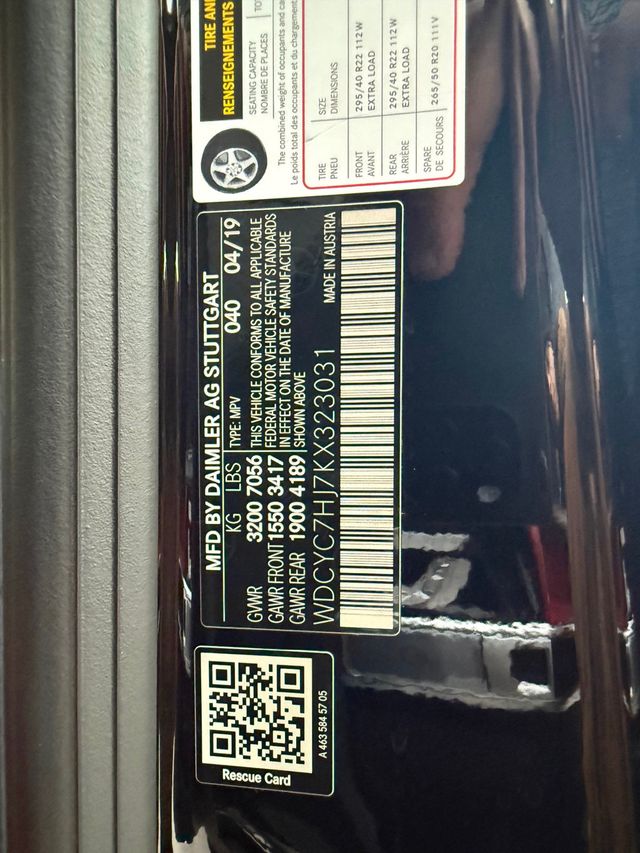 MFD BY DAIMLER AG STUTTGART
KG LBS TYPE: MPV 040 04/19
GVWR 3200 7056 THIS VEHICLE CONFORMS TO ALL APPLICABLE
GAWR FRONT 1550 3417 FEDERAL MOTOR VEHICLE SAFETY STANDARDS
IN EFFECT ON THE DATE OF MANUFACTURE
GAWR REAR 1900 4189 SHOWN ABOVE
WDCYC7HJ7KX323031 MADE IN AUSTRIA
Rescue Card
A 463 584 57 05
TIRE AND
RENSEIGNEMENTS
SEATING CAPACITY
NOMBRE DE PLACES
The combined weight of occupants and
Le poids total des occupants et du chargement
TIRE SIZE
PNEU DIMENSIONS
FRONT 295/40 R22 112W
AVANT EXTRA LOAD
REAR 295/40 R22 112W
ARRIÈRE EXTRA LOAD
SPARE 265/50 R20 111V
DE SECOURS